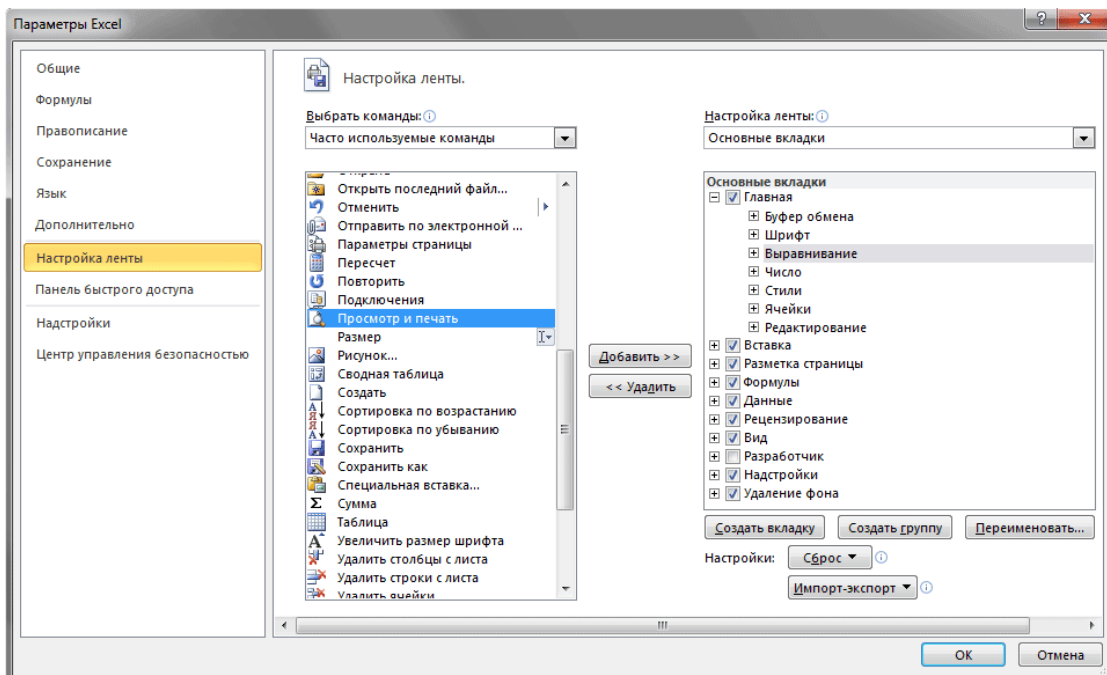 Параметры Excel
Общие
Формулы
Правописание
Сохранение
Язык
Дополнительно
Настройка ленты
Панель быстрого доступа
Надстройки
Центр управления безопасностью
Настройка ленты.
Выбрать команды:
Часто используемые команды
Открыть последний файл...
Отменить
Отправить по электронной ...
Параметры страницы
Пересчет
Повторить
Подключения
Просмотр и печать
Размер
Рисунок...
Сводная таблица
Создать
Сортировка по возрастанию
Сортировка по убыванию
Сохранить
Сохранить как
Специальная вставка...
Сумма
Таблица
Увеличить размер шрифта
Удалить столбцы с листа
Удалить строки с листа
Удалить ячейки
Добавить >>
<< Удалить
Настройка ленты:
Основные вкладки
Основные вкладки
Главная
Буфер обмена
Шрифт
Выравнивание
Число
Стили
Ячейки
Редактирование
Вставка
Разметка страницы
Формулы
Данные
Рецензирование
Вид
Разработчик
Надстройки
Удаление фона
Создать вкладку Создать группу Переименовать...
Настройки: Сброс
Импорт-экспорт
ОК Отмена